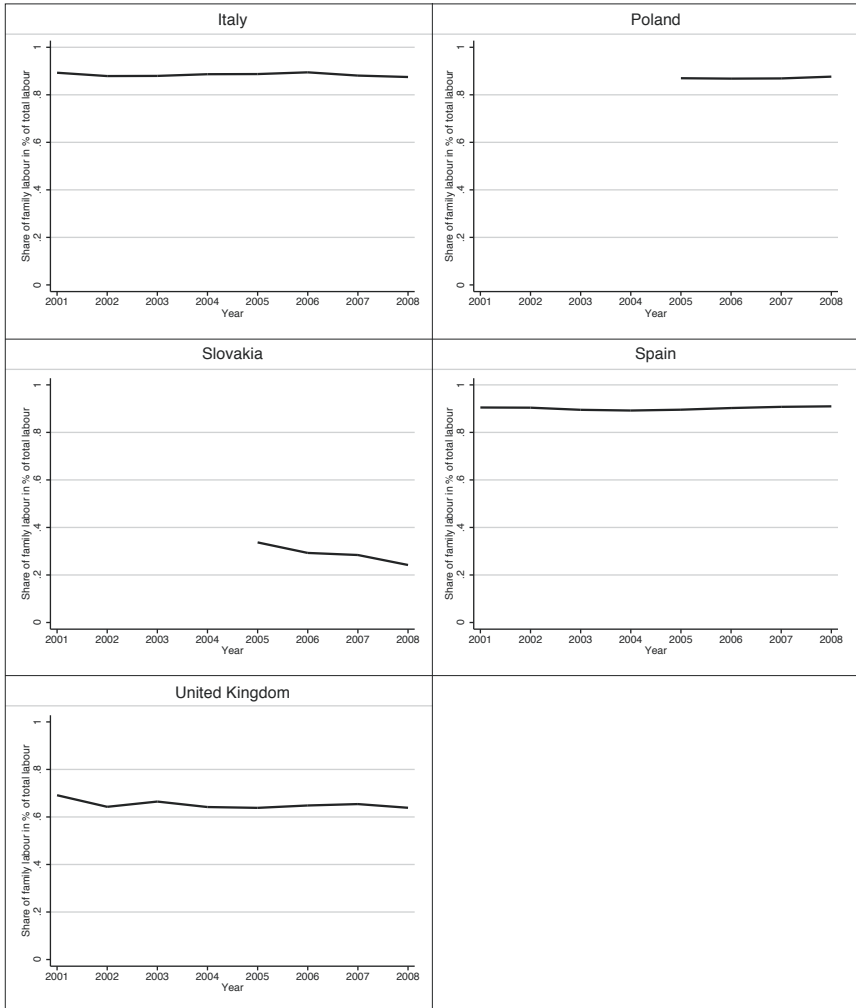 Italy
Share of family labour in % of total labour
1
.8
.6
.4
.2
0
2001 2002 2003 2004 2005 2006 2007 2008
Year
Poland
Share of family labour in % of total labour
1
.8
.6
.4
.2
0
2001 2002 2003 2004 2005 2006 2007 2008
Year
Slovakia
Share of family labour in % of total labour
1
.8
.6
.4
.2
0
2001 2002 2003 2004 2005 2006 2007 2008
Year
Spain
Share of family labour in % of total labour
1
.8
.6
.4
.2
0
2001 2002 2003 2004 2005 2006 2007 2008
Year
United Kingdom
Share of family labour in % of total labour
1
.8
.6
.4
.2
0
2001 2002 2003 2004 2005 2006 2007 2008
Year